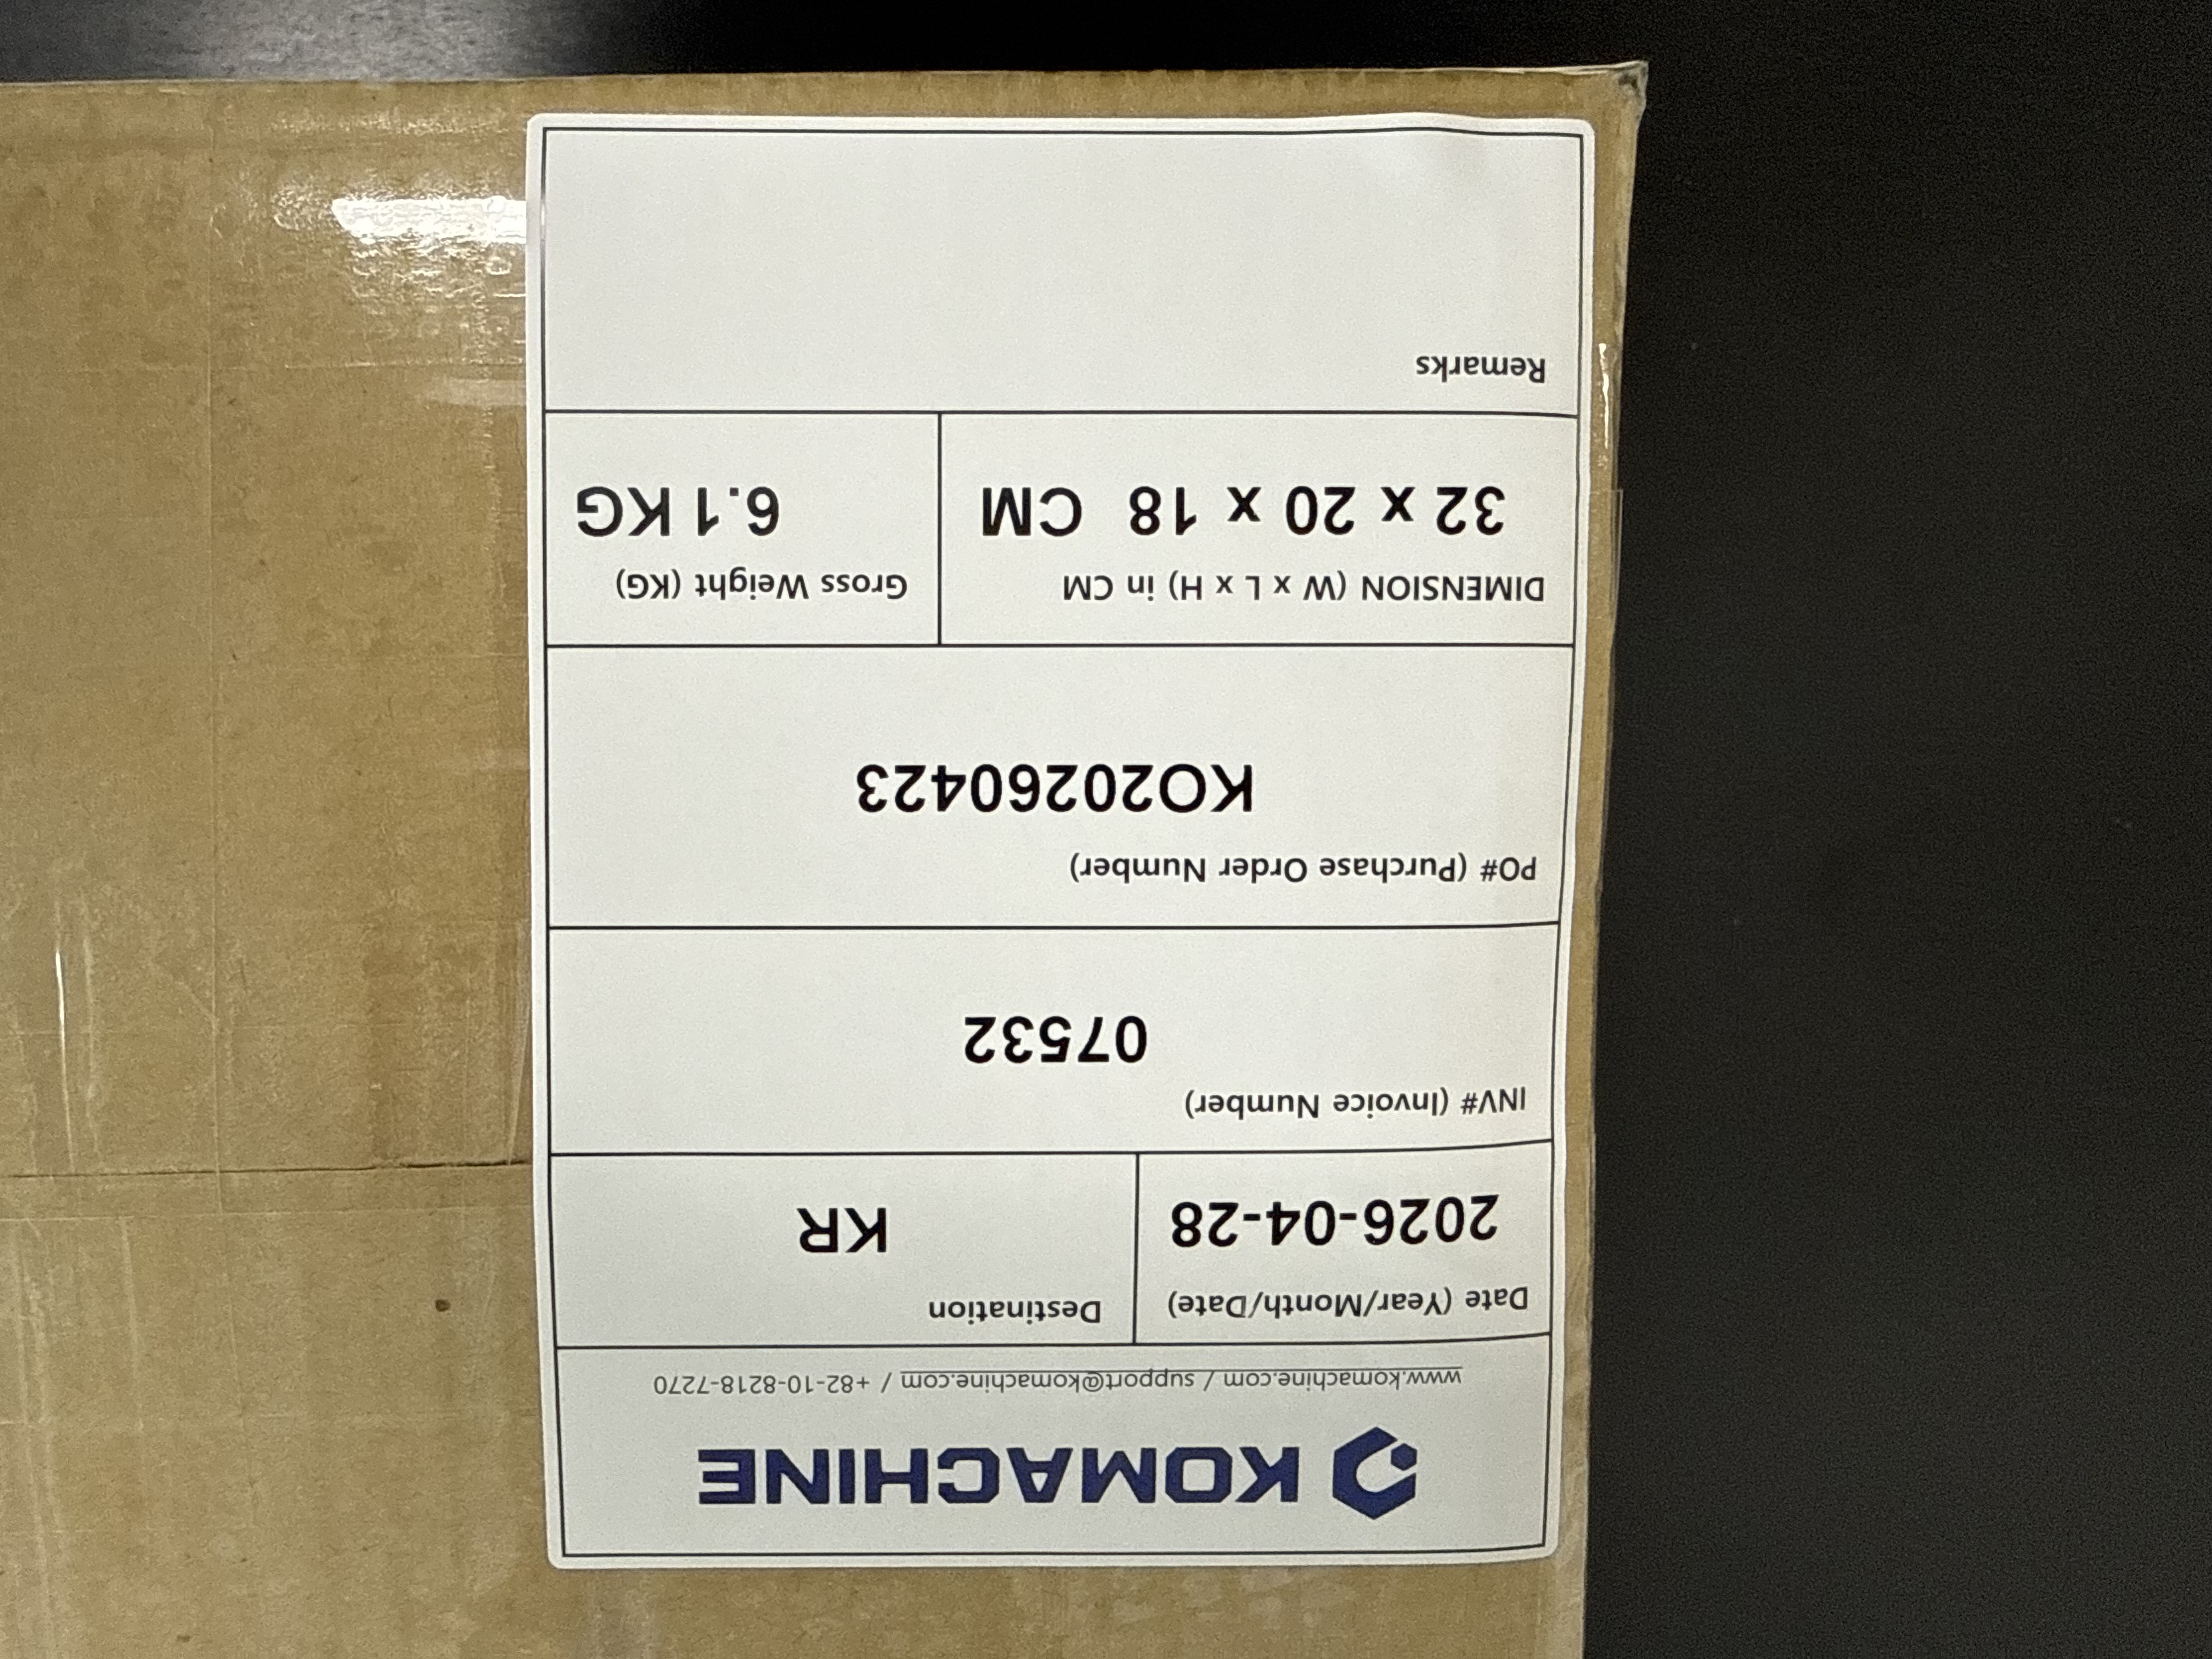 KOMACHINE
www.komachine.com / support@komachine.com / +82-10-8218-7270
Date (Year/Month/Date)
2026-04-28
Destination
KR
INV# (Invoice Number)
07532
PO# (Purchase Order Number)
KO20260423
DIMENSION (W x L x H) in CM
32 x 20 x 18 CM
Gross Weight (KG)
6.1 KG
Remarks